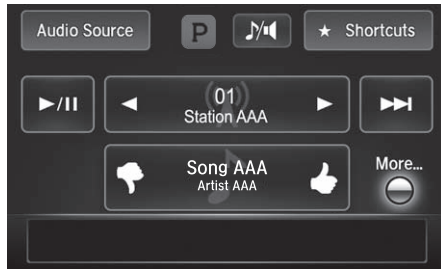 Audio Source
P
★ Shortcuts
01
Station AAA
Song AAA
Artist AAA
More...